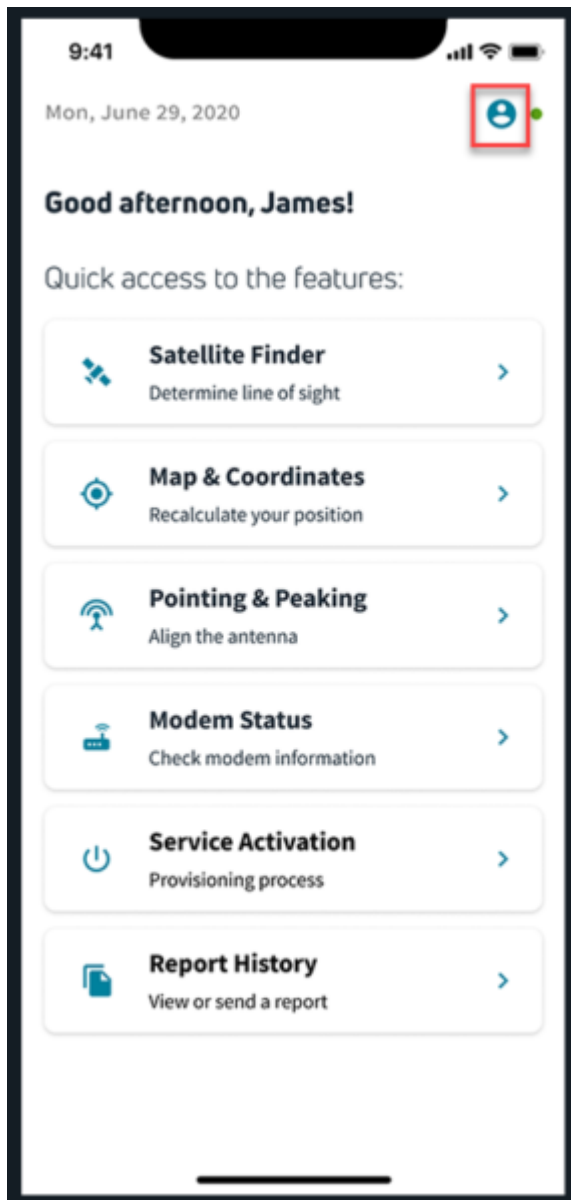 9:41
Mon, June 29, 2020
Good afternoon, James!
Quick access to the features:
Satellite Finder
Determine line of sight
Map & Coordinates
Recalculate your position
Pointing & Peaking
Align the antenna
Modem Status
Check modem information
Service Activation
Provisioning process
Report History
View or send a report